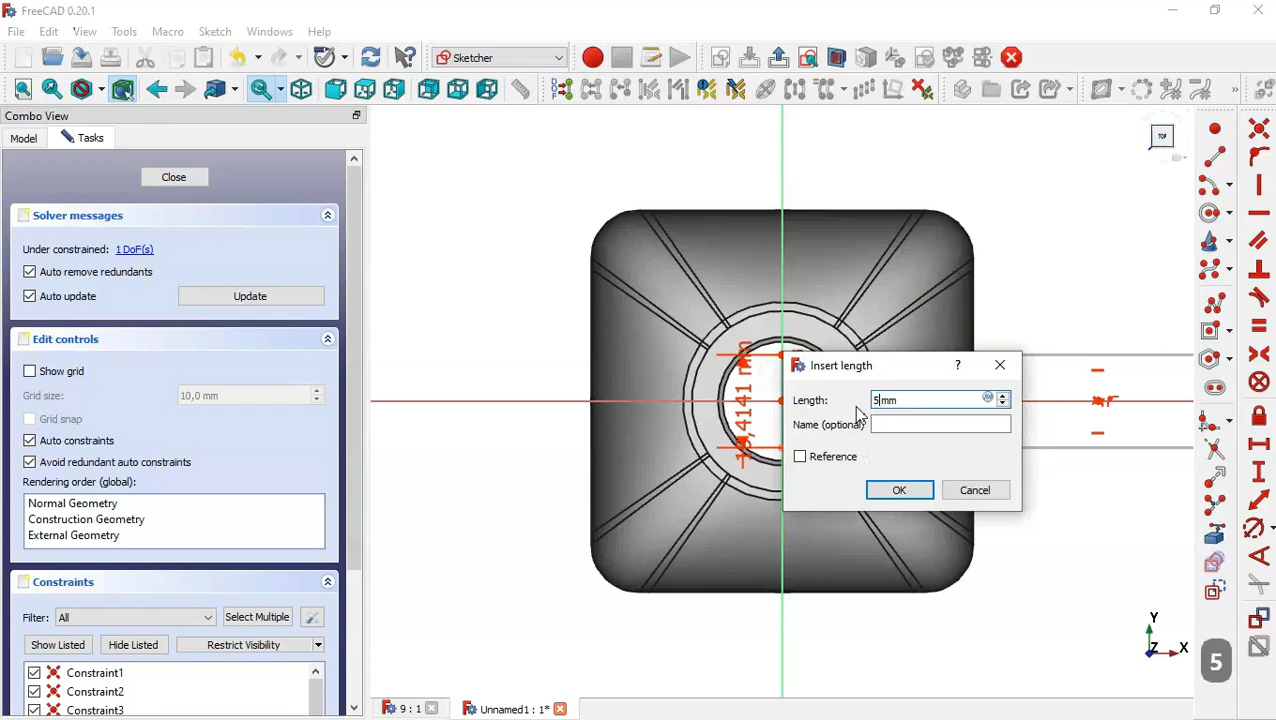 FreeCAD 0.20.1
File Edit View Tools Macro Sketch Windows Help
Sketcher
Combo View
Model Tasks
TOP
Close
Solver messages
Under constrained: 1 DoF(s)
Auto remove redundants
Auto update Update
Edit controls
Show grid
Grid size: 10,0 mm
Grid snap
Auto constraints
Avoid redundant auto constraints
Rendering order (global):
Normal Geometry
Construction Geometry
External Geometry
Constraints
Filter: All Select Multiple
Show Listed Hide Listed Restrict Visibility
Constraint1
Constraint2
Constraint3
Insert length
Length: 5 mm
Name (optional)
Reference
OK Cancel
Y
Z X
5
9 : 1 Unnamed1 : 1*